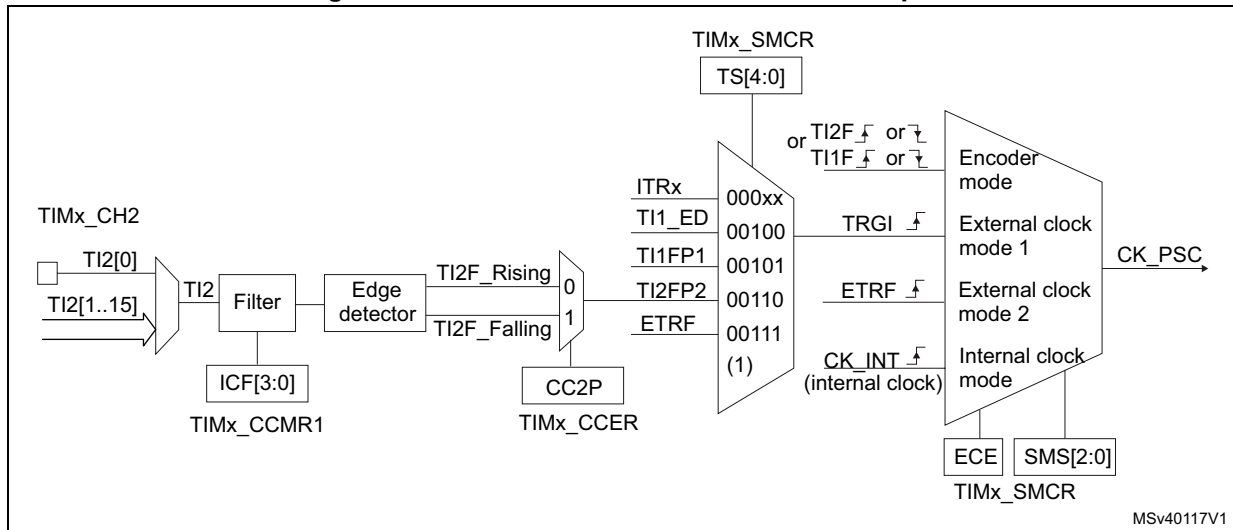 TIMx_SMCR
TS[4:0]
or TI2F or
TI1F or
Encoder
mode
ITRx
000xx
TIMx_CH2
TI1_ED
00100
TRGI
External clock
mode 1
CK_PSC
TI2[0]
TI2F_Rising
0
TI1FP1
00101
TI2[1..15]
TI2
Filter
Edge
detector
TI2FP2
00110
ETRF
External clock
mode 2
TI2F_Falling
1
ETRF
00111
(1)
CK_INT
(internal clock)
Internal clock
mode
ICF[3:0]
CC2P
TIMx_CCMR1
TIMx_CCER
ECE
SMS[2:0]
TIMx_SMCR
MSv40117V1